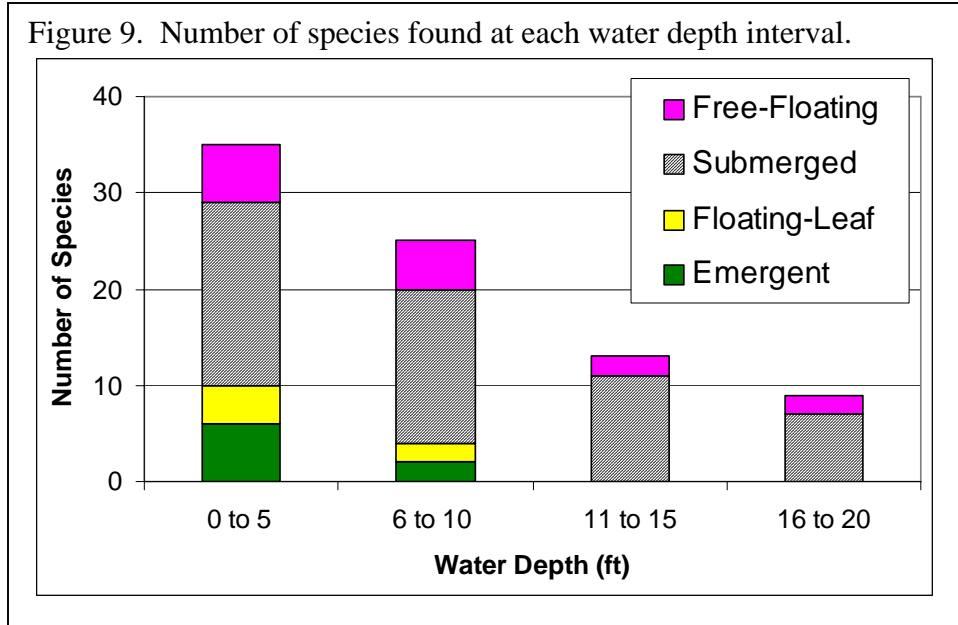 Figure 9.  Number of species found at each water depth interval.
40
30
20
10
0
Number of Species
Free-Floating
Submerged
Floating-Leaf
Emergent
0 to 5
6 to 10
11 to 15
16 to 20
Water Depth (ft)